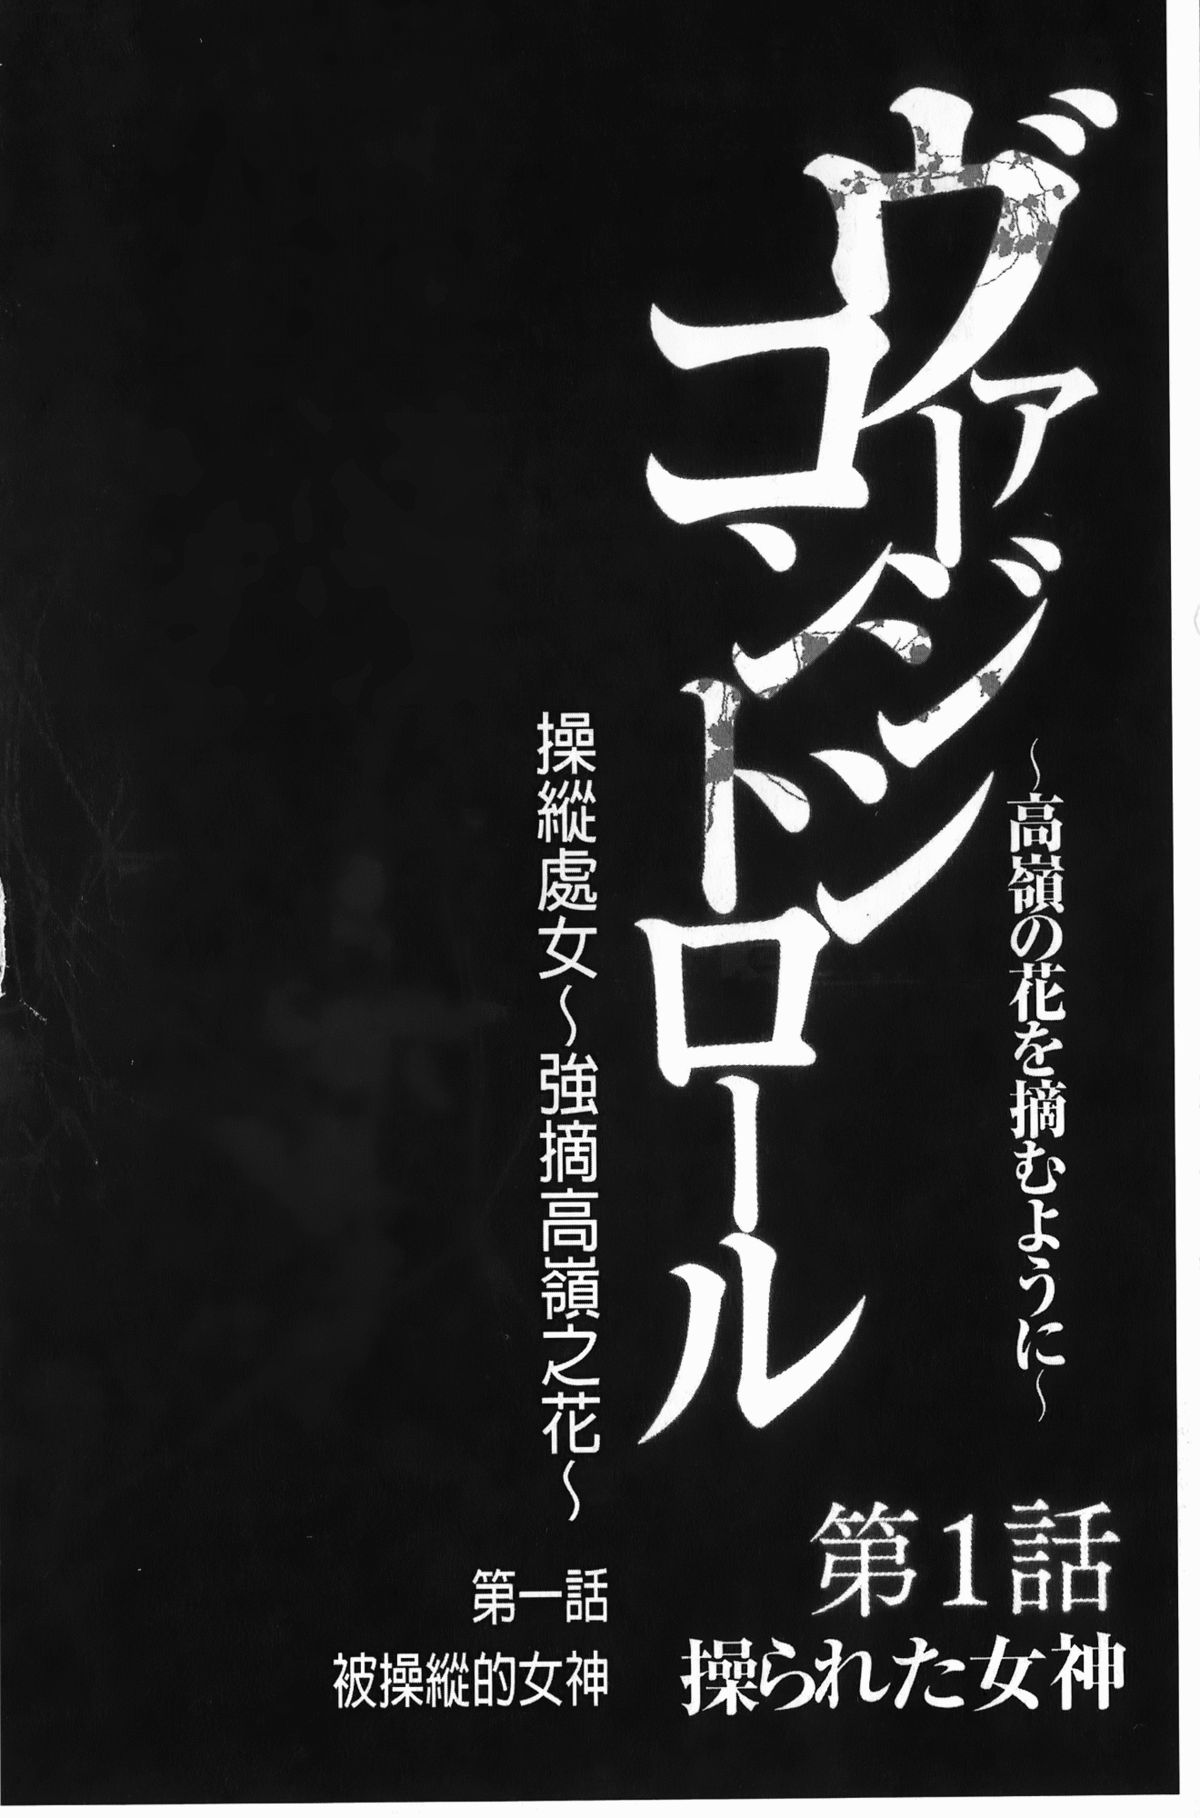 ～高嶺の花を摘むように～
ヴァージン
コントロール
第1話
操られた女神
操縱處女～強摘高嶺之花～
第一話
被操縱的女神